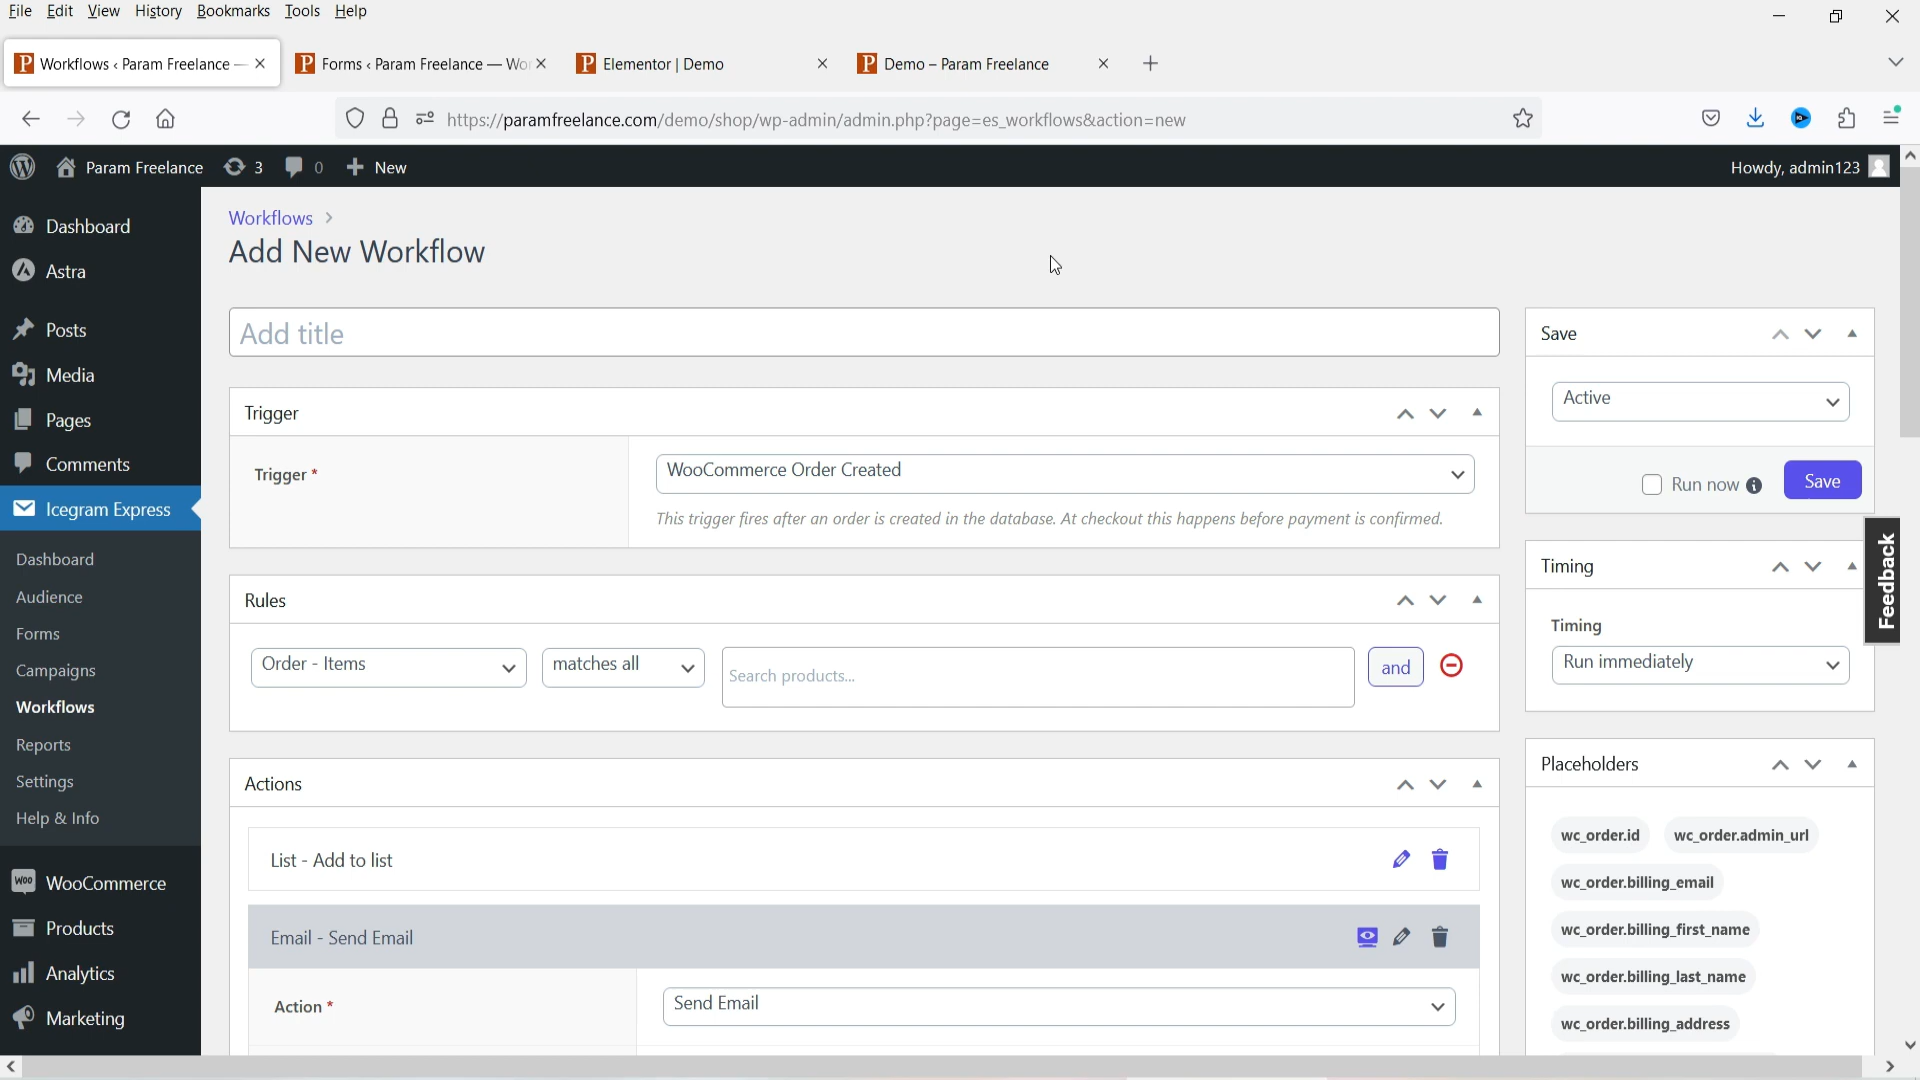 File Edit View History Bookmarks Tools Help
Workflows ‹ Param Freelance —
Forms ‹ Param Freelance — Wo
Elementor | Demo
Demo – Param Freelance
https://paramfreelance.com/demo/shop/wp-admin/admin.php?page=es_workflows&action=new
Param Freelance 3 0 New
Howdy, admin123
Dashboard
Astra
Posts
Media
Pages
Comments
Icegram Express
Dashboard
Audience
Forms
Campaigns
Workflows
Reports
Settings
Help & Info
WooCommerce
Products
Analytics
Marketing
Workflows
Add New Workflow
Add title
Trigger
Trigger *
WooCommerce Order Created
This trigger fires after an order is created in the database. At checkout this happens before payment is confirmed.
Rules
Order - Items
matches all
Search products...
and
Actions
List - Add to list
Email - Send Email
Action *
Send Email
Save
Active
Run now
Save
Timing
Timing
Run immediately
Feedback
Placeholders
wc_order.id wc_order.admin_url
wc_order.billing_email
wc_order.billing_first_name
wc_order.billing_last_name
wc_order.billing_address